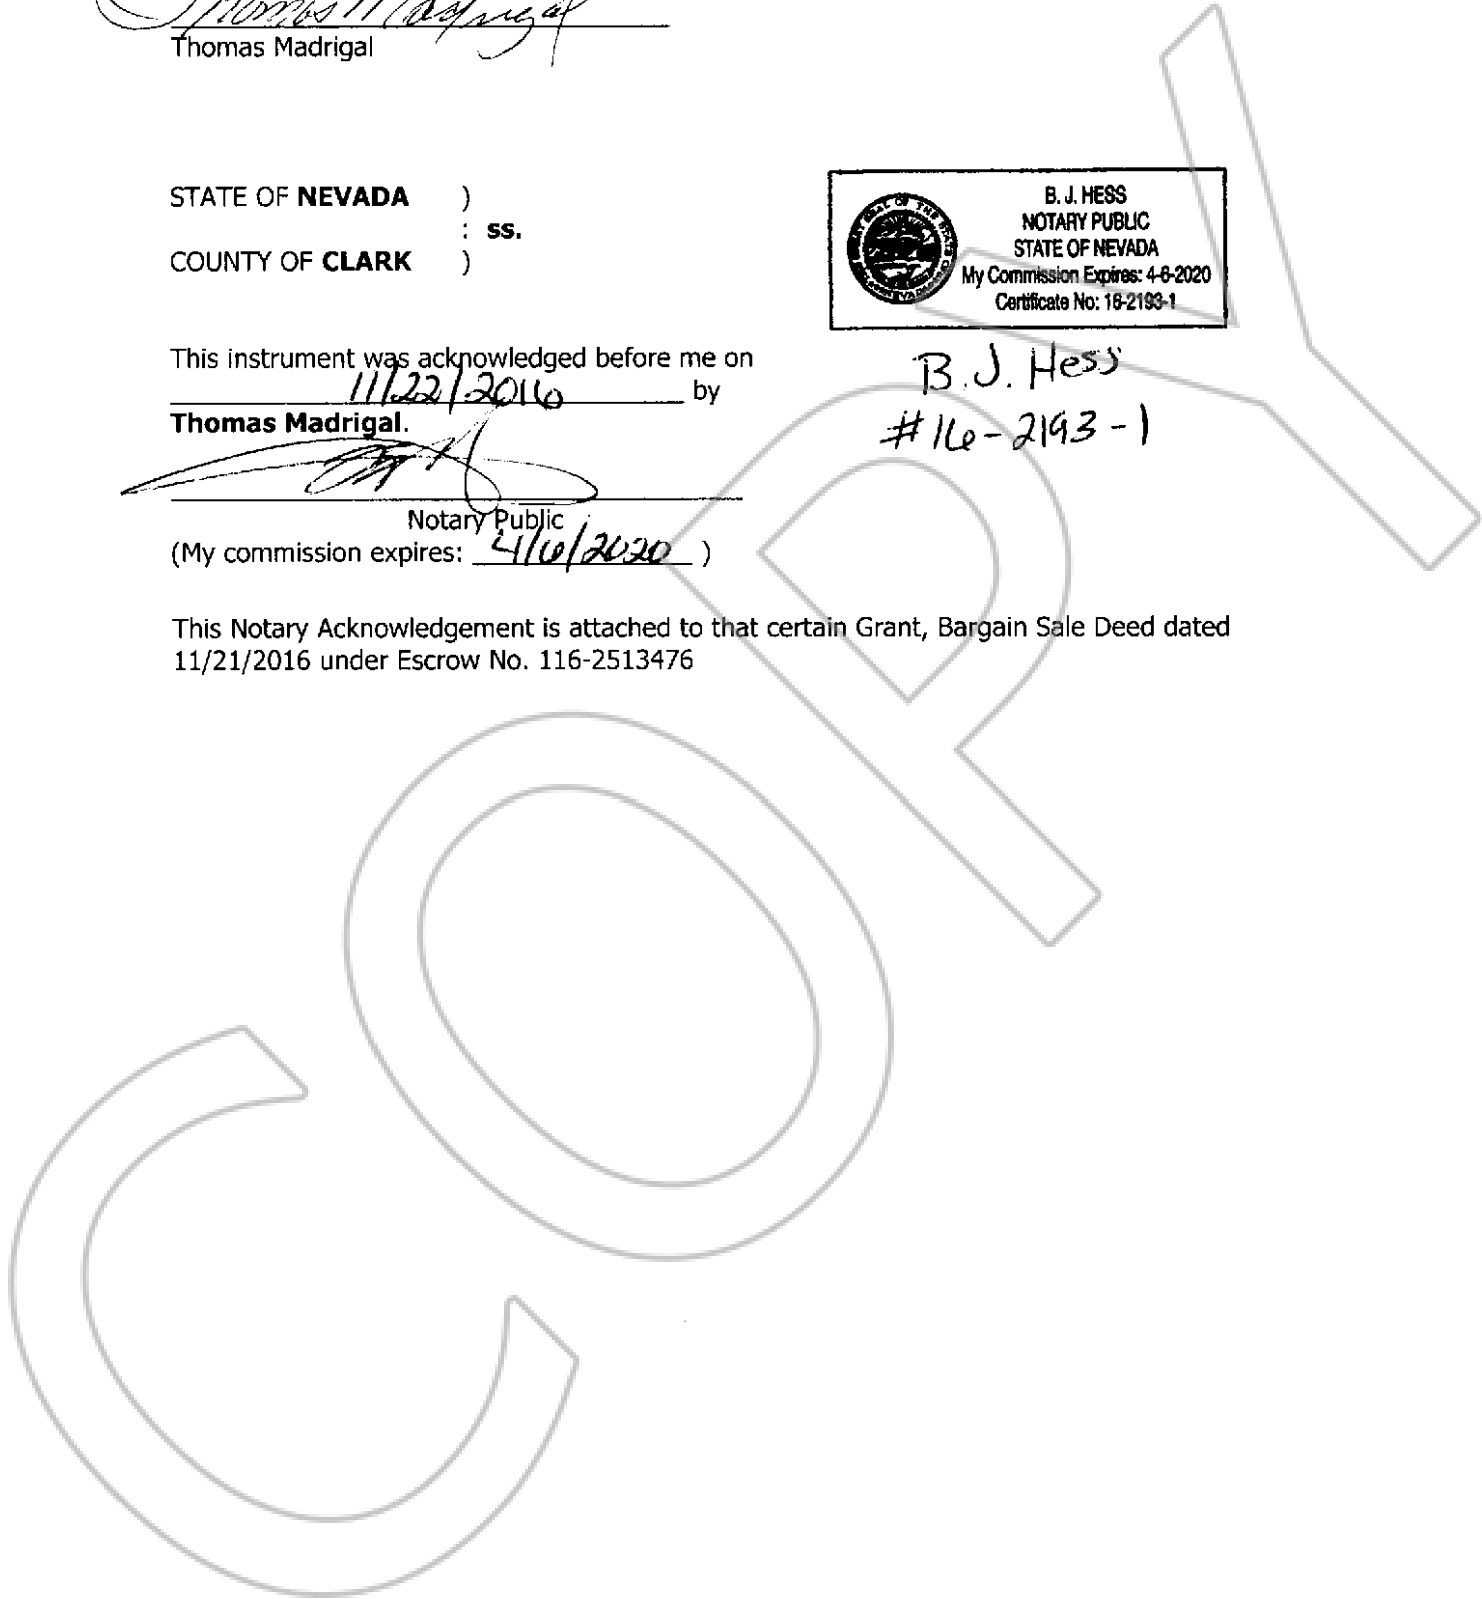 Thomas Madrigal
Thomas Madrigal
STATE OF NEVADA )
: ss.
COUNTY OF CLARK )
B. J. HESS
NOTARY PUBLIC
STATE OF NEVADA
My Commission Expires: 4-6-2020
Certificate No: 16-2193-1
This instrument was acknowledged before me on
11/22/2016 by
Thomas Madrigal.
B.J. Hess
#16-2193-1
Notary Public
(My commission expires: 4/6/2020 )
This Notary Acknowledgement is attached to that certain Grant, Bargain Sale Deed dated
11/21/2016 under Escrow No. 116-2513476
COPY